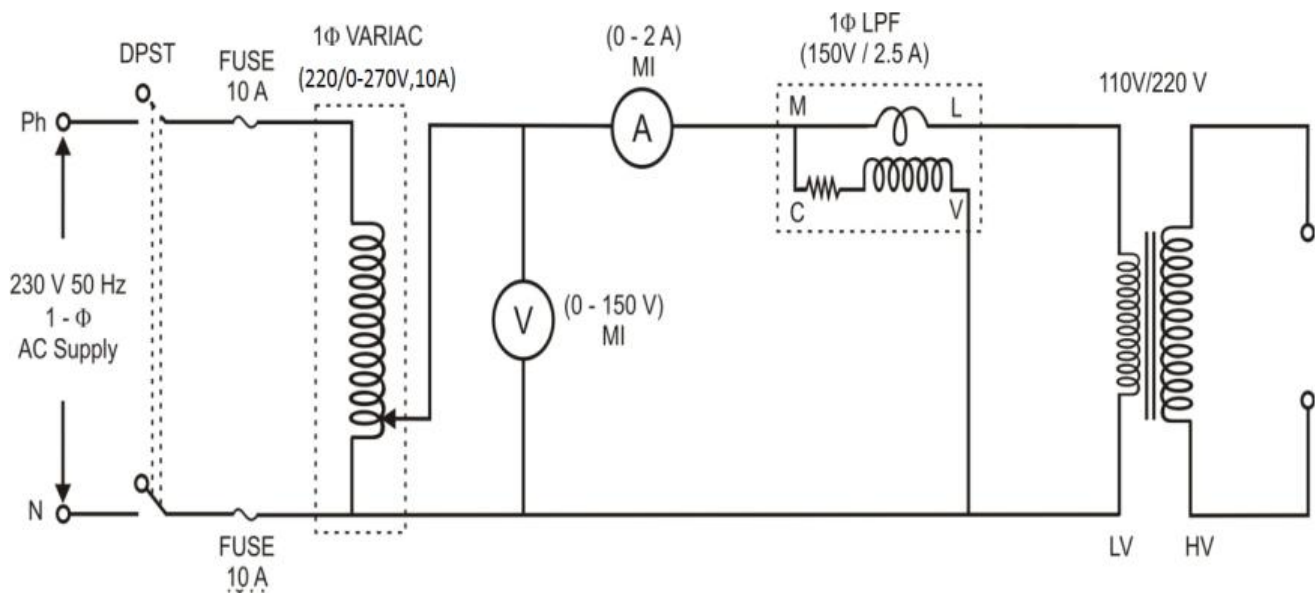 DPST
FUSE
10 A
1Φ VARIAC
(220/0-270V,10A)
(0 - 2 A)
MI
1Φ LPF
(150V / 2.5 A)
110V/220 V
Ph
A
M
L
C
V
230 V 50 Hz
1 - Φ
AC Supply
V
(0 - 150 V)
MI
N
FUSE
10 A
LV
HV